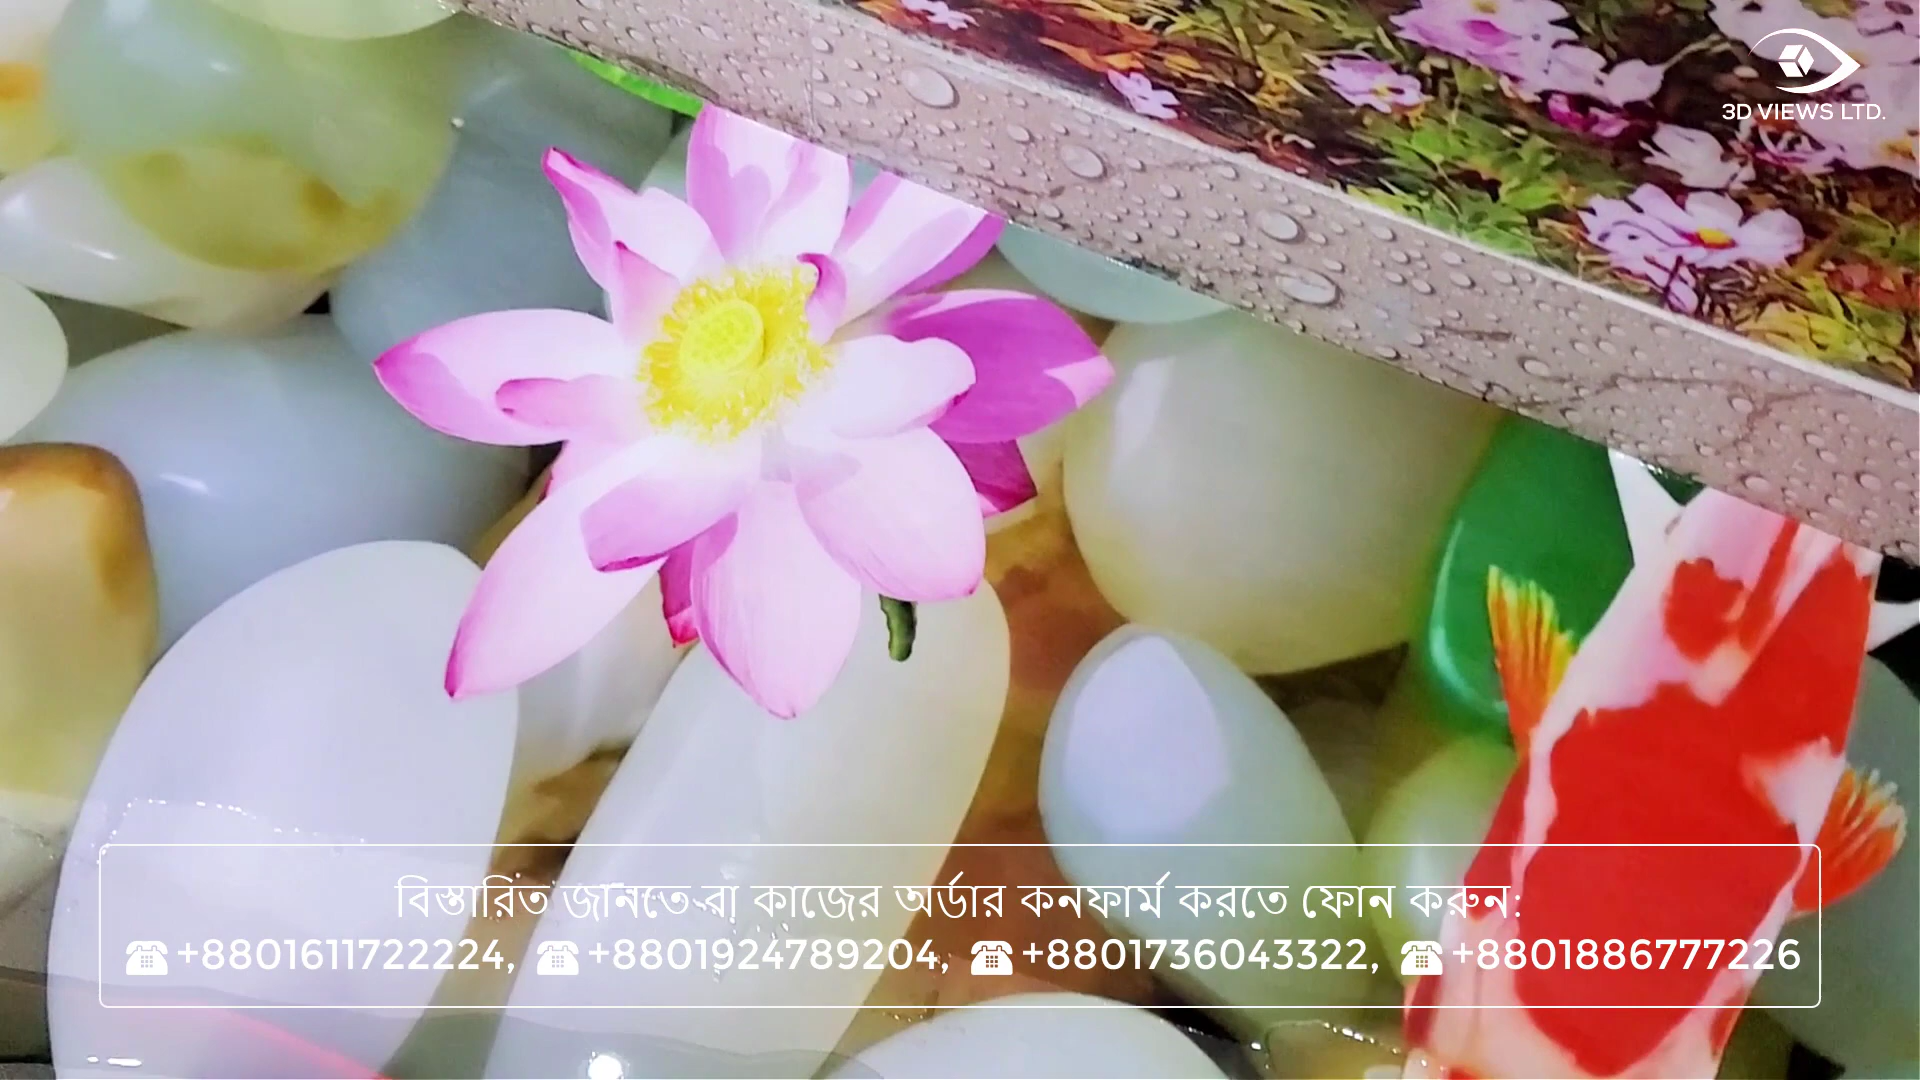 3D VIEWS LTD.
বিস্তারিত জানতে বা কাজের অর্ডার কনফার্ম করতে ফোন করুন:
☎+8801611722224, ☎+8801924789204, ☎+8801736043322, ☎+8801886777226